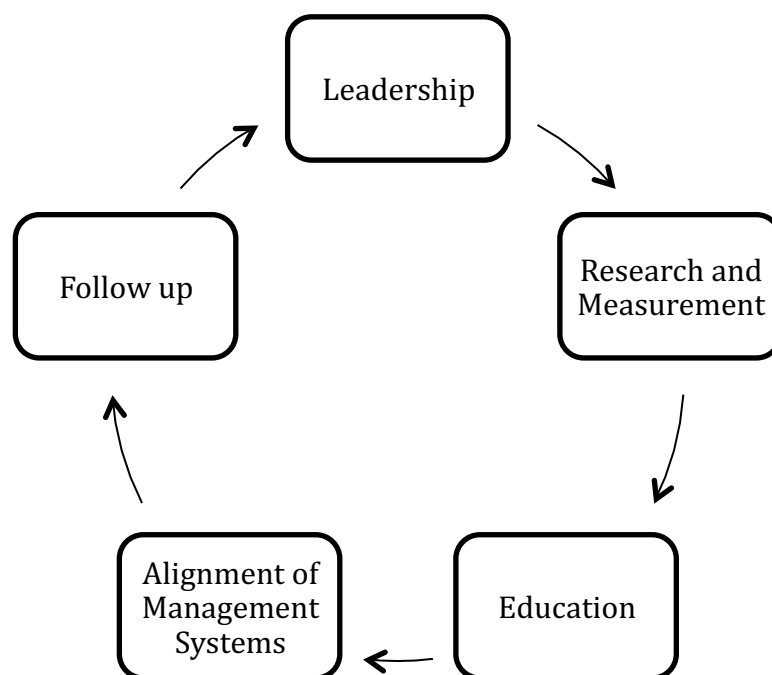 Leadership
Research and
Measurement
Education
Alignment of
Management
Systems
Follow up